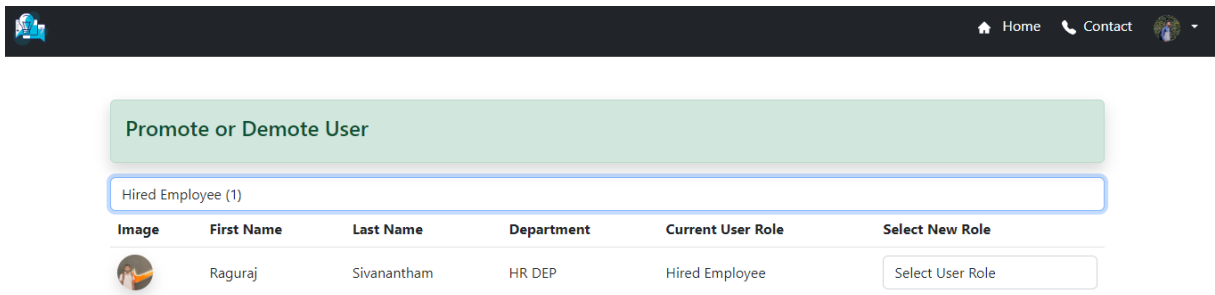 Home Contact
Promote or Demote User
Hired Employee (1)
Image First Name Last Name Department Current User Role Select New Role
Raguraj Sivanantham HR DEP Hired Employee Select User Role